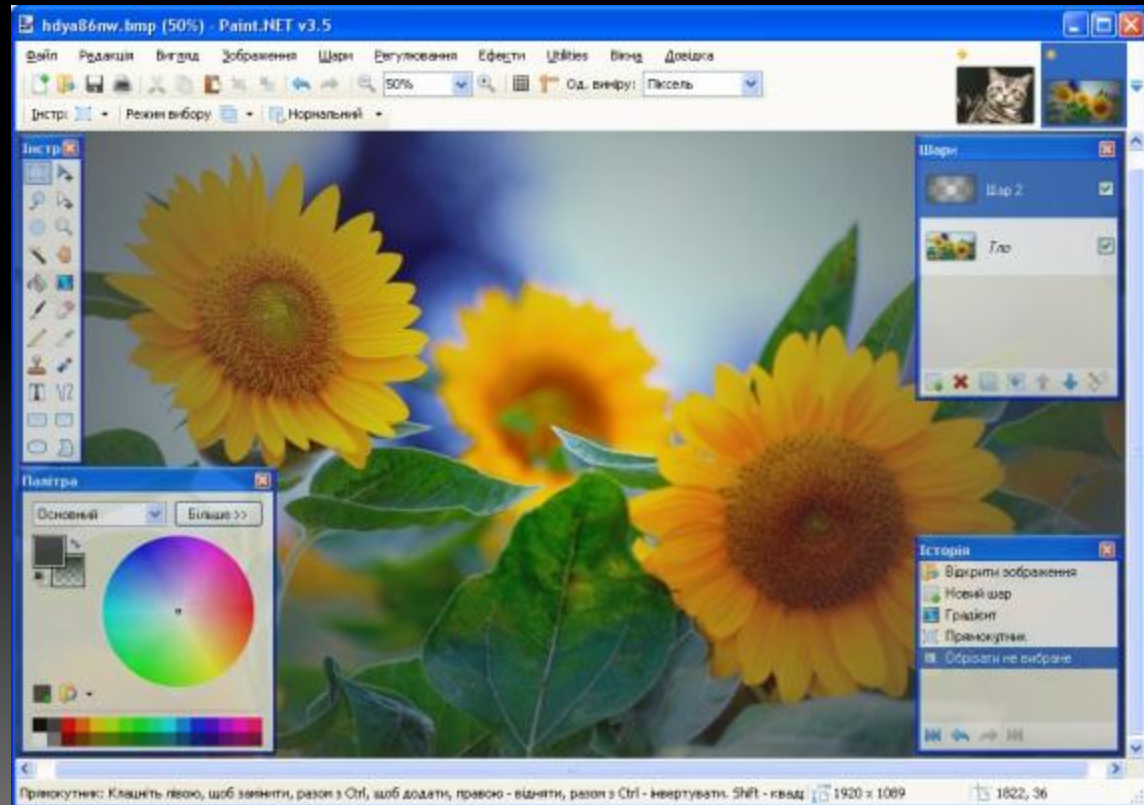 hdya86nw.bmp (50%) - Paint.NET v3.5
Файл Редакція Вигляд Зображення Шари Регулювання Ефекти Utilities Вікна Довідка
50% Од. виміру: Піксель
Інстр: Режим вибору Нормальний
Інстр
Шари
Шар 2
Тло
Палітра
Основний Більше >>
Історія
Відкрити зображення
Новий шар
Градієнт
Прямокутник
Обрізати не вибране
Прямокутник: Клацніть лівою, щоб замінити, разом з Ctrl, щоб додати, правою - відняти, разом з Ctrl - інвертувати. Shift - квад 1920 x 1089 1822, 36